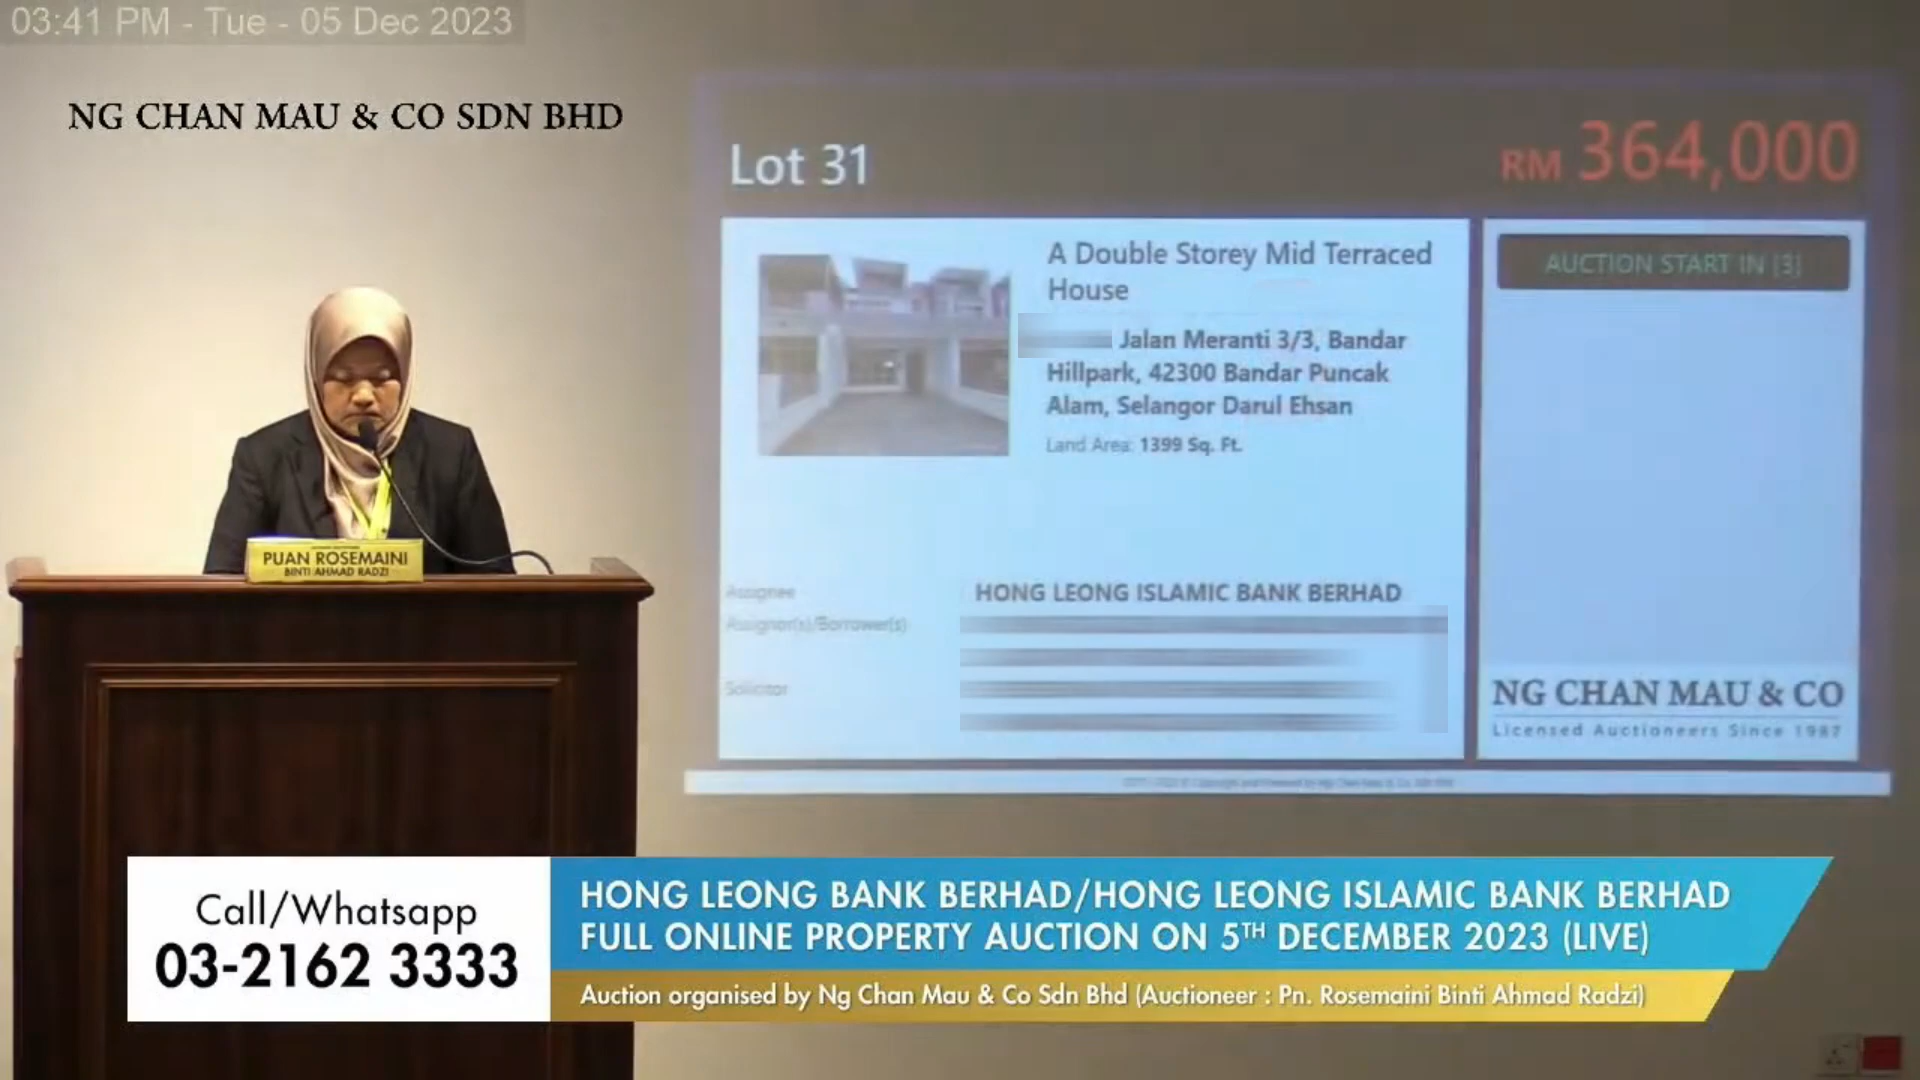 03:41 PM - Tue - 05 Dec 2023
NG CHAN MAU & CO SDN BHD
Lot 31
RM 364,000
A Double Storey Mid Terraced
House
Jalan Meranti 3/3, Bandar
Hillpark, 42300 Bandar Puncak
Alam, Selangor Darul Ehsan
Land Area: 1399 Sq. Ft.
AUCTION START IN [3]
Assignee
HONG LEONG ISLAMIC BANK BERHAD
Assignor(s)/Borrower(s)
Solicitor
NG CHAN MAU & CO
Licensed Auctioneers Since 1987
PUAN ROSEMAINI
BINTI AHMAD RADZI
Call/Whatsapp
03-2162 3333
HONG LEONG BANK BERHAD/HONG LEONG ISLAMIC BANK BERHAD
FULL ONLINE PROPERTY AUCTION ON 5TH DECEMBER 2023 (LIVE)
Auction organised by Ng Chan Mau & Co Sdn Bhd (Auctioneer : Pn. Rosemaini Binti Ahmad Radzi)